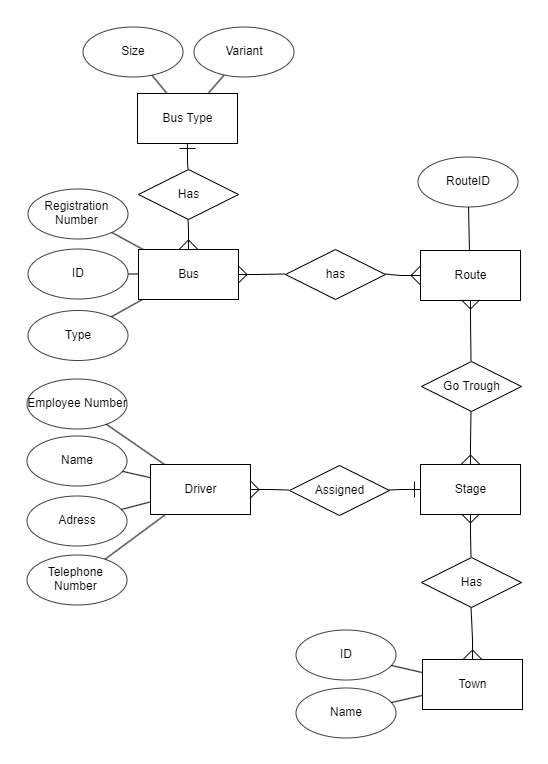 Size
Variant
Bus Type
Has
RouteID
Registration
Number
ID
Bus
has
Route
Type
Go Trough
Employee Number
Name
Driver
Assigned
Stage
Adress
Telephone
Number
Has
ID
Town
Name